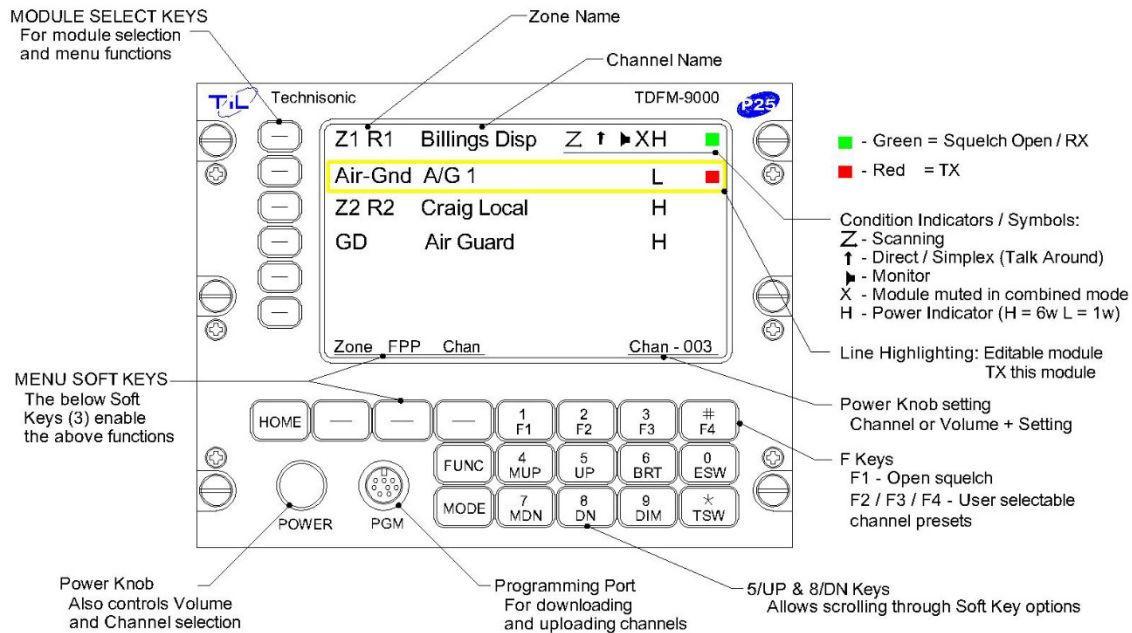 MODULE SELECT KEYS
For module selection
and menu functions
Zone Name
Channel Name
TiL Technisonic TDFM-9000 P25
Z1 R1 Billings Disp Z ↑ XH
Air-Gnd A/G 1 L
Z2 R2 Craig Local H
GD Air Guard H
Zone FPP Chan Chan - 003
- Green = Squelch Open / RX
- Red = TX
Condition Indicators / Symbols:
Z - Scanning
↑ - Direct / Simplex (Talk Around)
- Monitor
X - Module muted in combined mode
H - Power Indicator (H = 6w L = 1w)
Line Highlighting: Editable module
TX this module
MENU SOFT KEYS
The below Soft
Keys (3) enable
the above functions
Power Knob setting
Channel or Volume + Setting
F Keys
F1 - Open squelch
F2 / F3 / F4 - User selectable
channel presets
HOME — — — 1 2 3 #
F1 F2 F3 F4
FUNC 4 5 6 0
MUP UP BRT ESW
MODE 7 8 9 *
MDN DN DIM TSW
POWER PGM
Power Knob
Also controls Volume
and Channel selection
Programming Port
For downloading
and uploading channels
5/UP & 8/DN Keys
Allows scrolling through Soft Key options